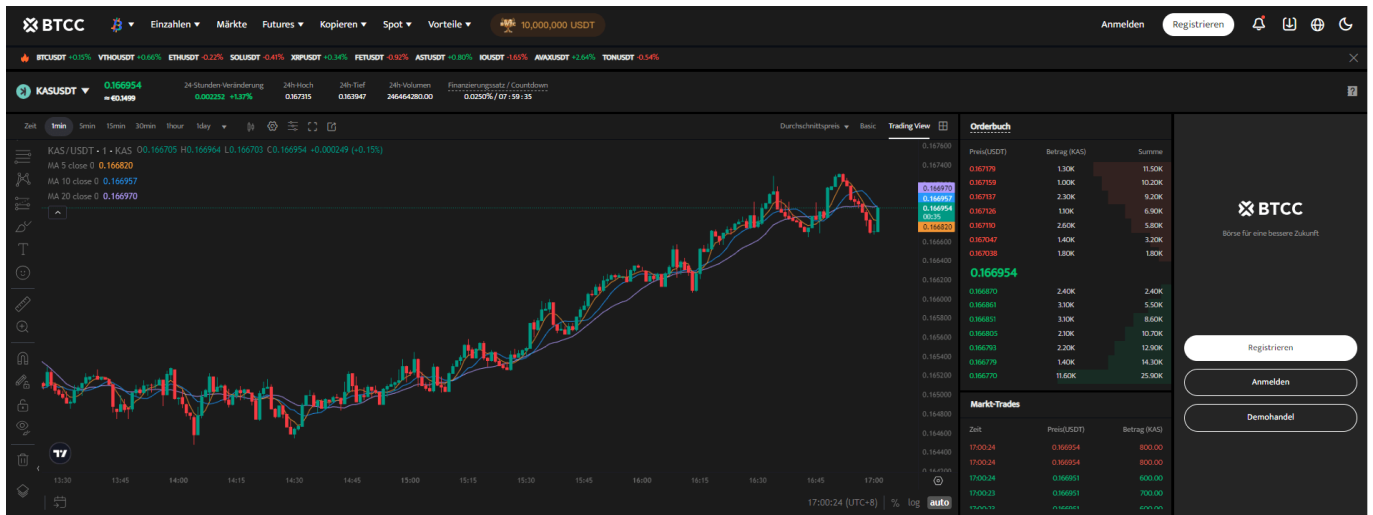 BTCC Einzahlen Märkte Futures Kopieren Spot Vorteile 10,000,000 USDT Anmelden Registrieren
BTCUSDT +0.15% VTHOUSDT +0.66% ETHUSDT -0.22% SOLUSDT -0.41% XRPUSDT +0.34% FETUSDT -0.92% ASTUSDT +0.80% IOUSDT -1.65% AVAXUSDT +2.64% TONUSDT -0.54%
KASUSDT 0.166954 ≈ €0.1499
24-Stunden-Veränderung 24h-Hoch 24h-Tief 24h-Volumen Finanzierungssatz / Countdown
0.002252 +1.37% 0.167315 0.163947 246464280.00 0.0250% / 07 : 59 : 35
Zeit 1min 5min 15min 30min 1hour 1day Durchschnittspreis Basic Trading View
KAS/USDT • 1 • KAS O0.166705 H0.166964 L0.166703 C0.166954 +0.000249 (+0.15%)
MA 5 close 0 0.166820
MA 10 close 0 0.166957
MA 20 close 0 0.166970
0.167600
0.167400
0.166970
0.166957
0.166954
00:35
0.166820
0.166600
0.166400
0.166200
0.166000
0.165800
0.165600
0.165400
0.165200
0.165000
0.164800
0.164600
0.164400
0.164200
13:30 13:45 14:00 14:15 14:30 14:45 15:00 15:15 15:30 15:45 16:00 16:15 16:30 16:45 17:00
17:00:24 (UTC+8) % log auto
Orderbuch
Preis(USDT) Betrag (KAS) Summe
0.167179 1.30K 11.50K
0.167159 1.00K 10.20K
0.167137 2.30K 9.20K
0.167126 1.10K 6.90K
0.167110 2.60K 5.80K
0.167047 1.40K 3.20K
0.167038 1.80K 1.80K
0.166954
0.166870 2.40K 2.40K
0.166861 3.10K 5.50K
0.166851 3.10K 8.60K
0.166805 2.10K 10.70K
0.166793 2.20K 12.90K
0.166779 1.40K 14.30K
0.166770 11.60K 25.90K
Markt-Trades
Zeit Preis(USDT) Betrag (KAS)
17:00:24 0.166954 800.00
17:00:24 0.166954 800.00
17:00:24 0.166951 600.00
17:00:23 0.166951 700.00
17:00:23 0.166951 600.00
BTCC
Börse für eine bessere Zukunft
Registrieren
Anmelden
Demohandel